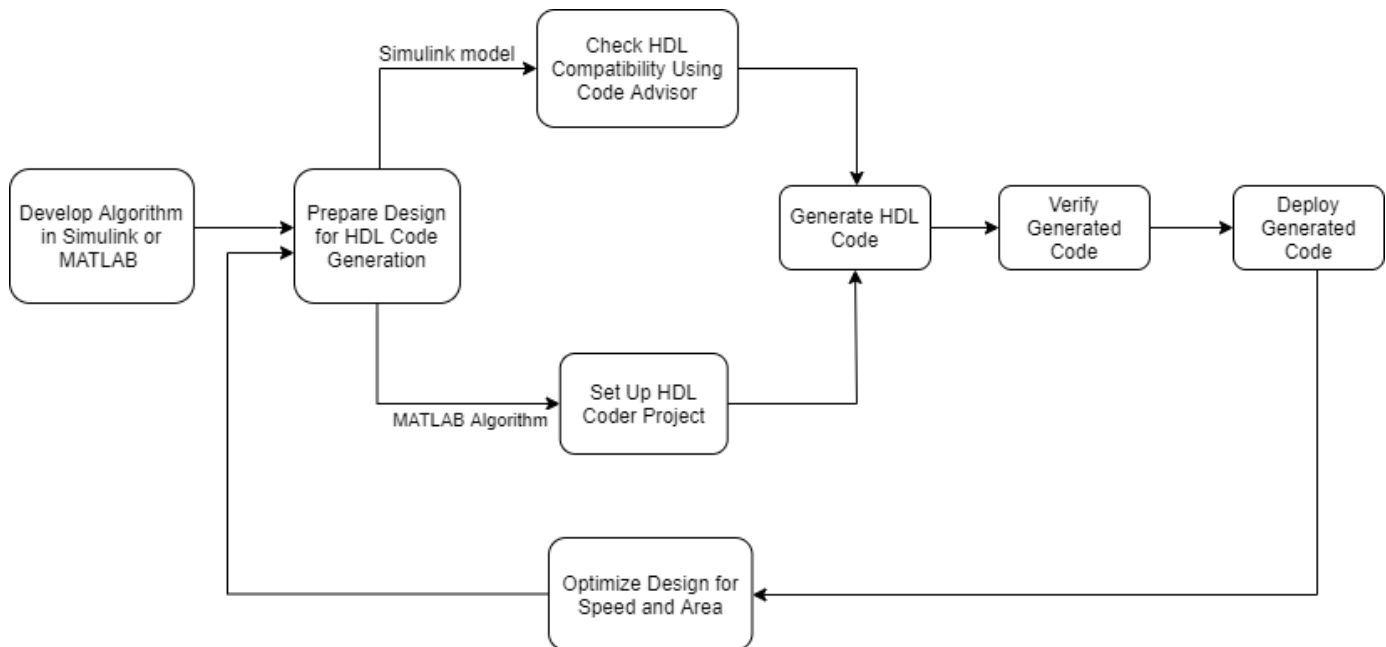 Simulink model
Check HDL
Compatibility Using
Code Advisor
Develop Algorithm
in Simulink or
MATLAB
Prepare Design
for HDL Code
Generation
Generate HDL
Code
Verify
Generated
Code
Deploy
Generated
Code
MATLAB Algorithm
Set Up HDL
Coder Project
Optimize Design for
Speed and Area